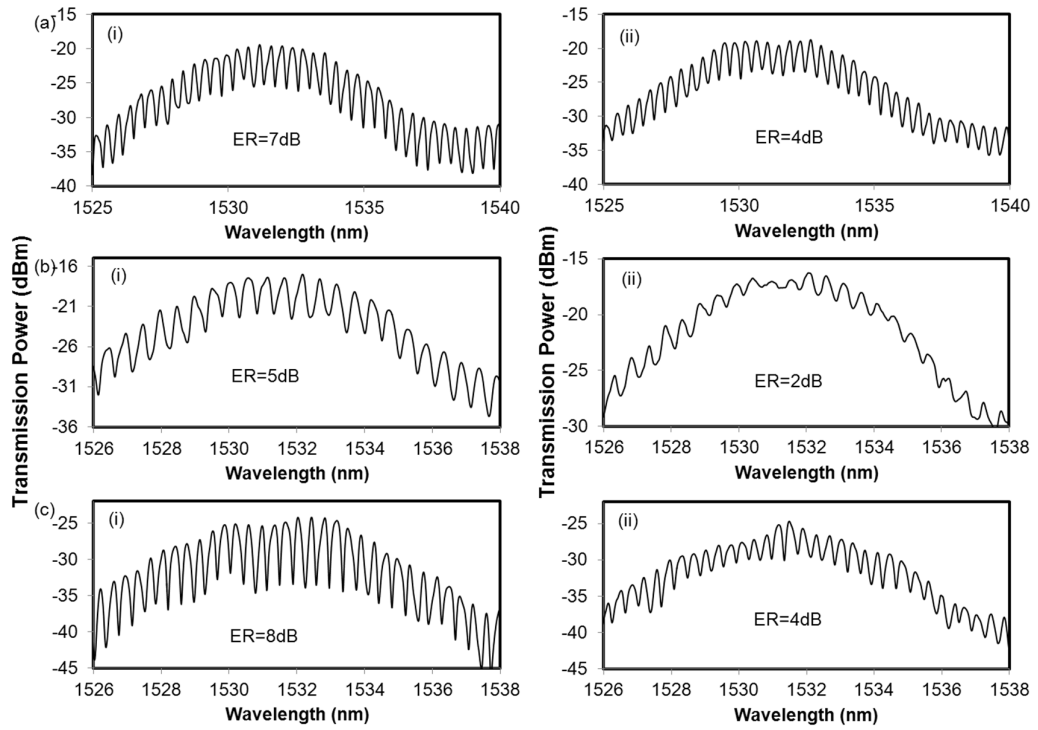 (a)
(i)
-15
-20
-25
-30
-35
-40
ER=7dB
1525 1530 1535 1540
Wavelength (nm)
(ii)
-15
-20
-25
-30
-35
-40
ER=4dB
1525 1530 1535 1540
Wavelength (nm)
Transmission Power (dBm)
Transmission Power (dBm)
(b)
(i)
-16
-21
-26
-31
-36
ER=5dB
1526 1528 1530 1532 1534 1536 1538
Wavelength (nm)
(ii)
-15
-20
-25
-30
ER=2dB
1526 1528 1530 1532 1534 1536 1538
Wavelength (nm)
(c)
(i)
-25
-30
-35
-40
-45
ER=8dB
1526 1528 1530 1532 1534 1536 1538
Wavelength (nm)
(ii)
-25
-30
-35
-40
-45
ER=4dB
1526 1528 1530 1532 1534 1536 1538
Wavelength (nm)